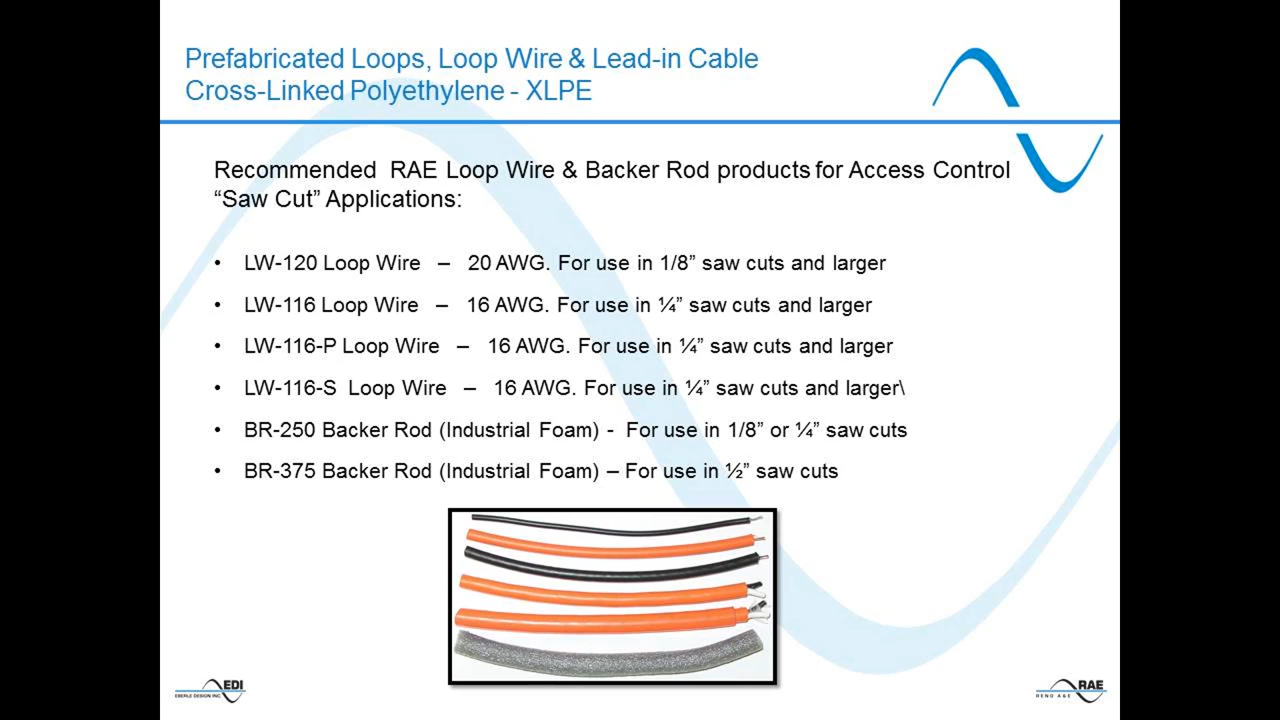 Prefabricated Loops, Loop Wire & Lead-in Cable
Cross-Linked Polyethylene - XLPE
Recommended RAE Loop Wire & Backer Rod products for Access Control
“Saw Cut” Applications:
• LW-120 Loop Wire – 20 AWG. For use in 1/8” saw cuts and larger
• LW-116 Loop Wire – 16 AWG. For use in ¼” saw cuts and larger
• LW-116-P Loop Wire – 16 AWG. For use in ¼” saw cuts and larger
• LW-116-S Loop Wire – 16 AWG. For use in ¼” saw cuts and larger\
• BR-250 Backer Rod (Industrial Foam) - For use in 1/8” or ¼” saw cuts
• BR-375 Backer Rod (Industrial Foam) – For use in ½” saw cuts
EDI
EBERLE DESIGN INC.
RAE
RENO A&E